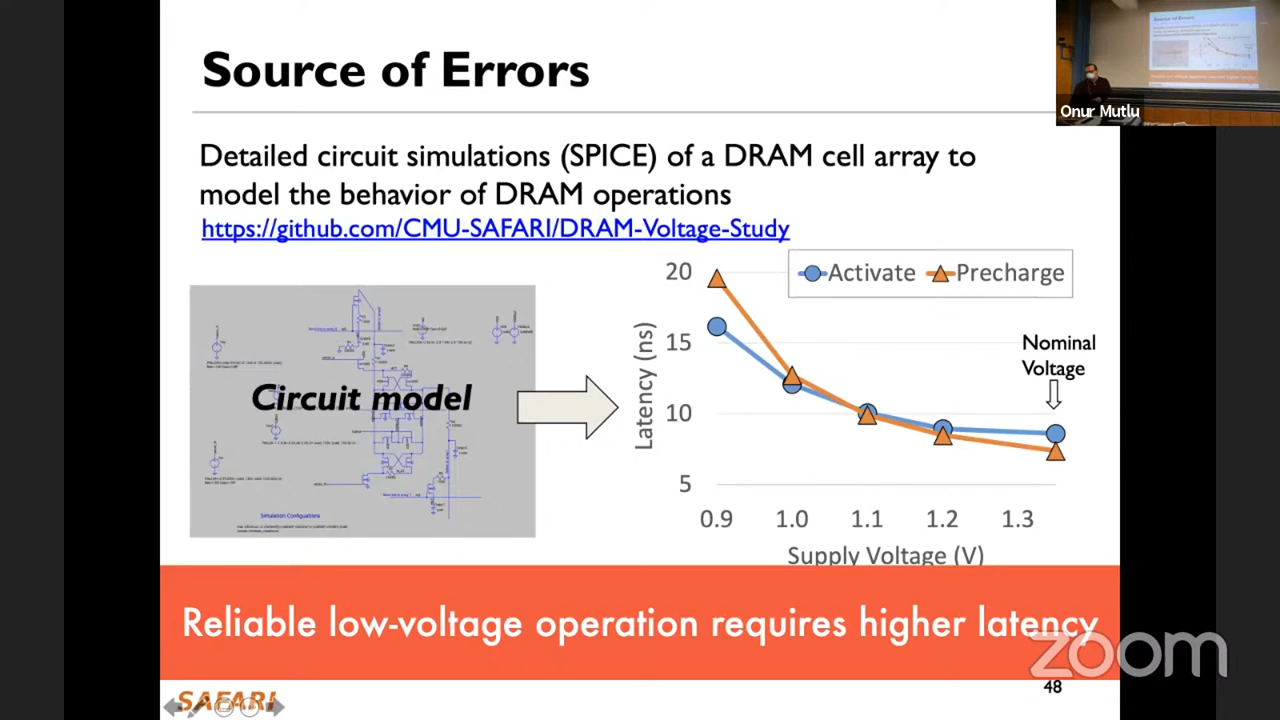 Source of Errors
Onur Mutlu
Detailed circuit simulations (SPICE) of a DRAM cell array to
model the behavior of DRAM operations
https://github.com/CMU-SAFARI/DRAM-Voltage-Study
Circuit model
Simulation Configurations
Activate Precharge
Latency (ns)
20
15
10
5
Nominal
Voltage
0.9 1.0 1.1 1.2 1.3
Supply Voltage (V)
Reliable low-voltage operation requires higher latency
zoom
SAFARI
48